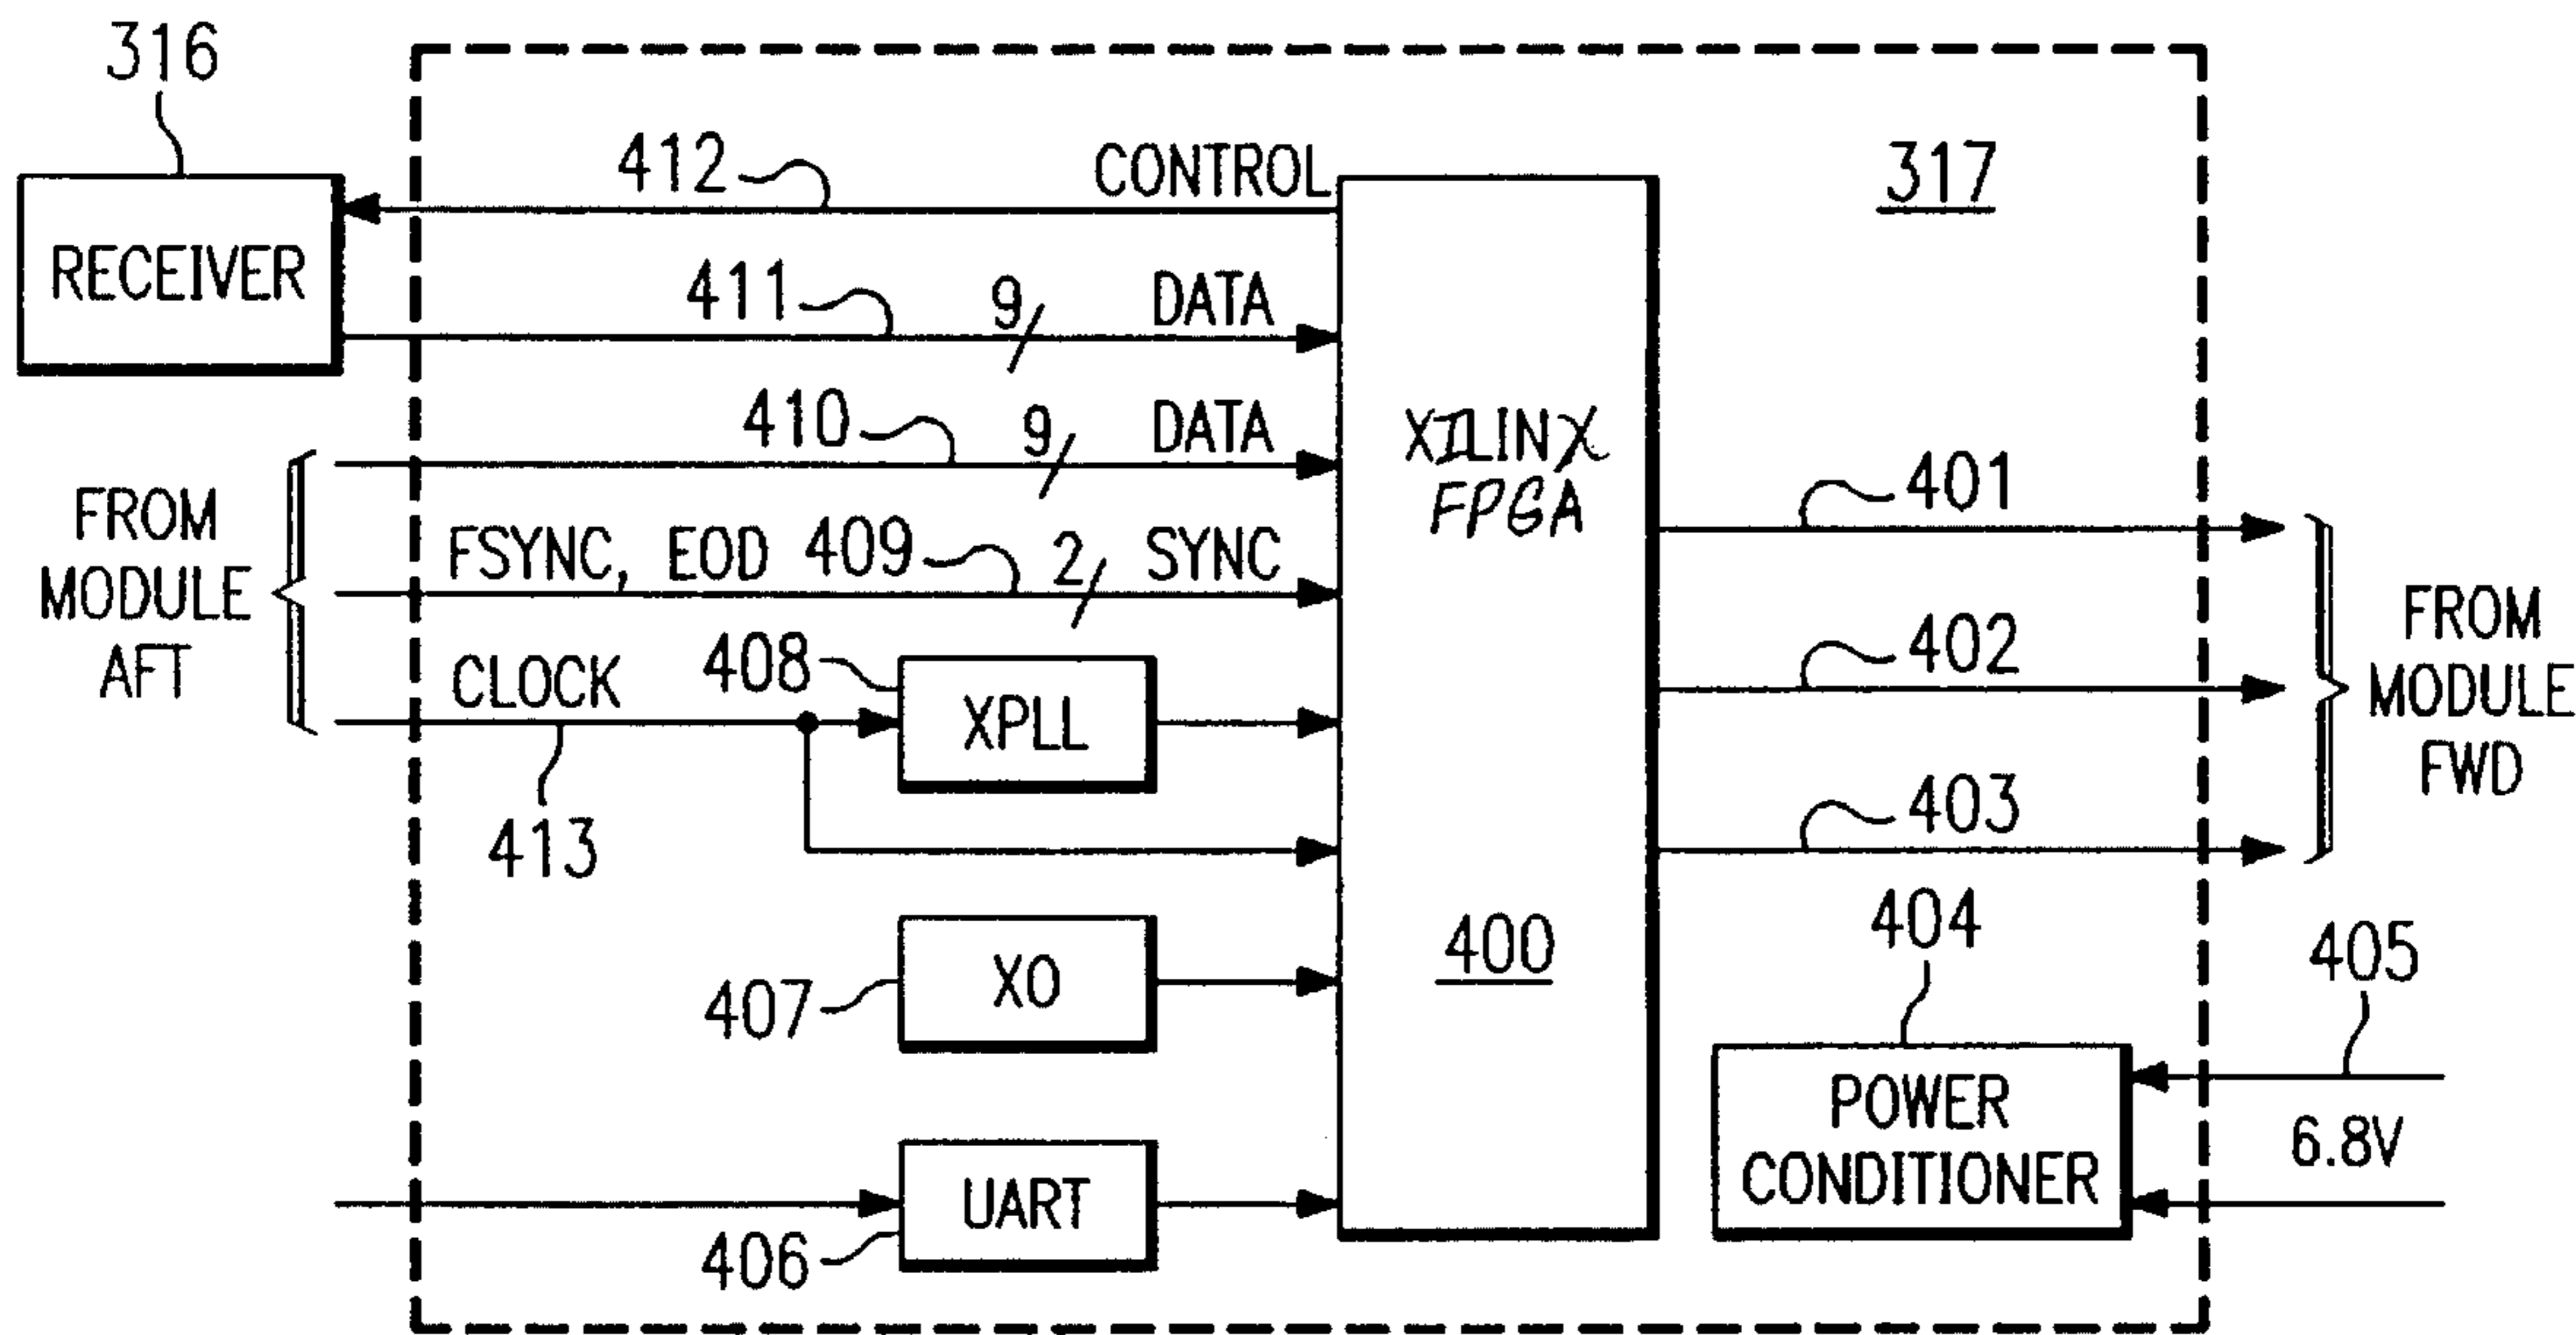 316
317
412
CONTROL
RECEIVER
411
9
DATA
410
9
DATA
XILINX
FPGA
400
FROM
MODULE
AFT
FSYNC, EOD
409
2
SYNC
CLOCK
408
XPLL
413
401
402
403
FROM
MODULE
FWD
407
XO
404
405
POWER
CONDITIONER
6.8V
UART
406